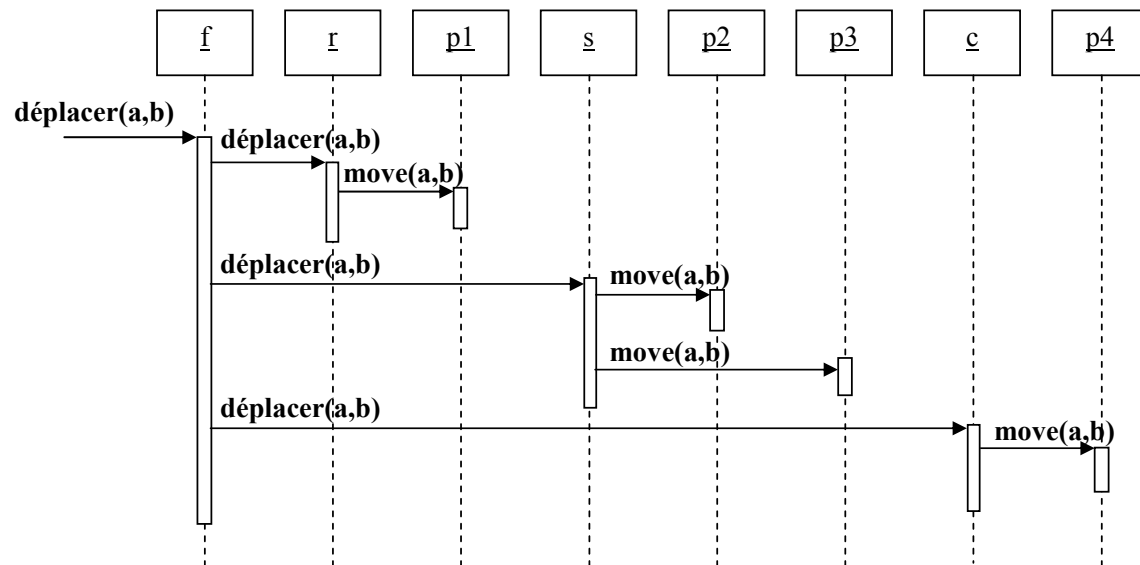 f r p1 s p2 p3 c p4
déplacer(a,b)
déplacer(a,b)
move(a,b)
déplacer(a,b)
move(a,b)
move(a,b)
déplacer(a,b)
move(a,b)